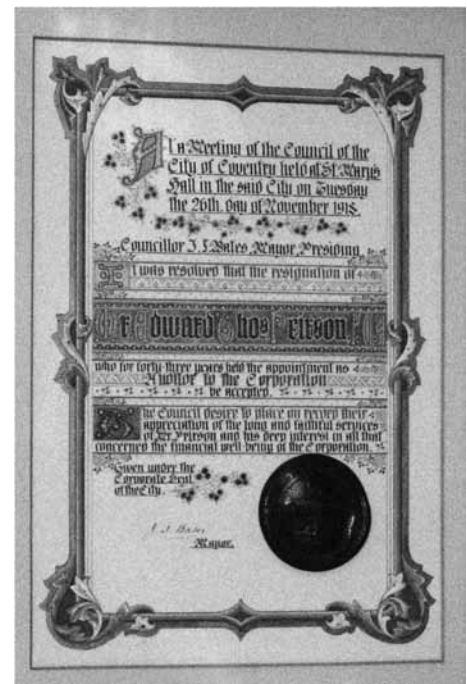 At a Meeting of the Council of the
City of Coventry held at St. Mary's
Hall in the said City on Tuesday
the 26th. day of November 1918.
Councillor J. I. Bates, Mayor, Presiding.
It was resolved that the resignation of
Mr Edward Thos Peirson
who for forty-three years held the appointment as
Auditor to the Corporation
be accepted.
The Council desire to place on record their
appreciation of the long and faithful services
of Mr. Peirson and his deep interest in all that
concerned the financial well-being of the Corporation.
Given under the
Corporate Seal
of the City.
J. I. Bates
Mayor.